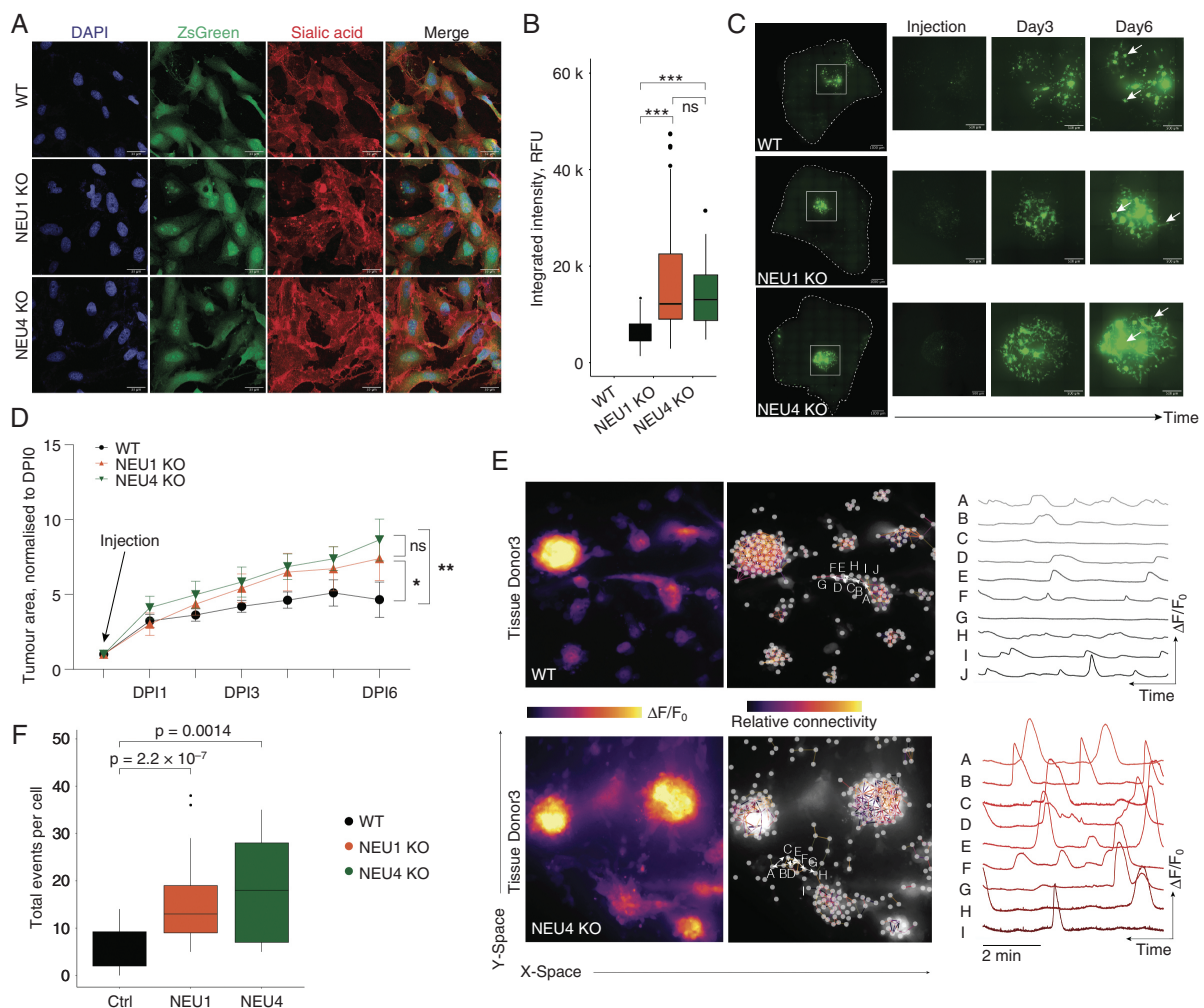 A
DAPI
ZsGreen
Sialic acid
Merge
WT
NEU1 KO
NEU4 KO
B
Integrated intensity, RFU
60 k
40 k
20 k
0
***
***
ns
WT
NEU1 KO
NEU4 KO
C
Injection
Day3
Day6
WT
NEU1 KO
NEU4 KO
Time
D
Tumour area, normalised to DPI0
15
10
5
0
WT
NEU1 KO
NEU4 KO
Injection
ns
*
**
DPI1
DPI3
DPI6
E
Tissue Donor3
WT
F E H I J
G D C B A
A
B
C
D
E
F
G
H
I
J
ΔF/F0
Time
ΔF/F0
Relative connectivity
Tissue Donor3
NEU4 KO
C E F G
A B D H
I
A
B
C
D
E
F
G
H
I
ΔF/F0
Time
2 min
Y-Space
X-Space
F
Total events per cell
50
40
30
20
10
0
p = 0.0014
p = 2.2 × 10⁻⁷
WT
NEU1 KO
NEU4 KO
Ctrl
NEU1
NEU4